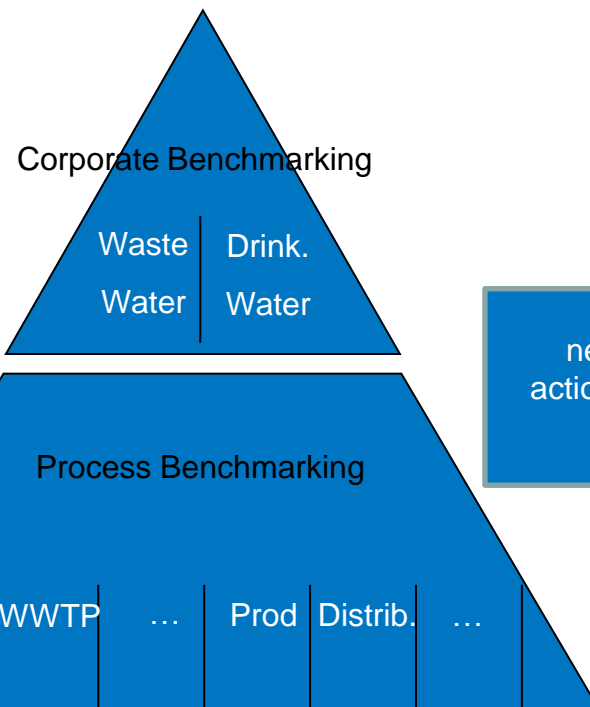 Corporate Benchmarking
Waste Drink.
Water Water
Process Benchmarking
WWTP … Prod Distrib. …